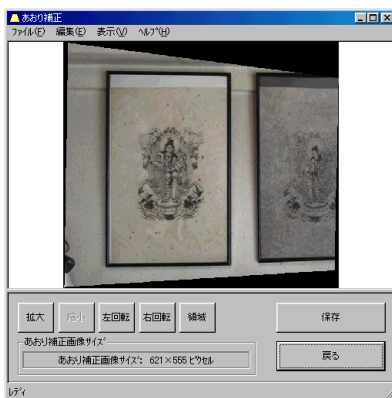 あおり補正
ファイル(F) 編集(E) 表示(V) ヘルプ(H)
拡大 縮小 左回転 右回転 領域 保存
あおり補正画像サイズ
あおり補正画像サイズ: 621×555 ピクセル
戻る
レディ